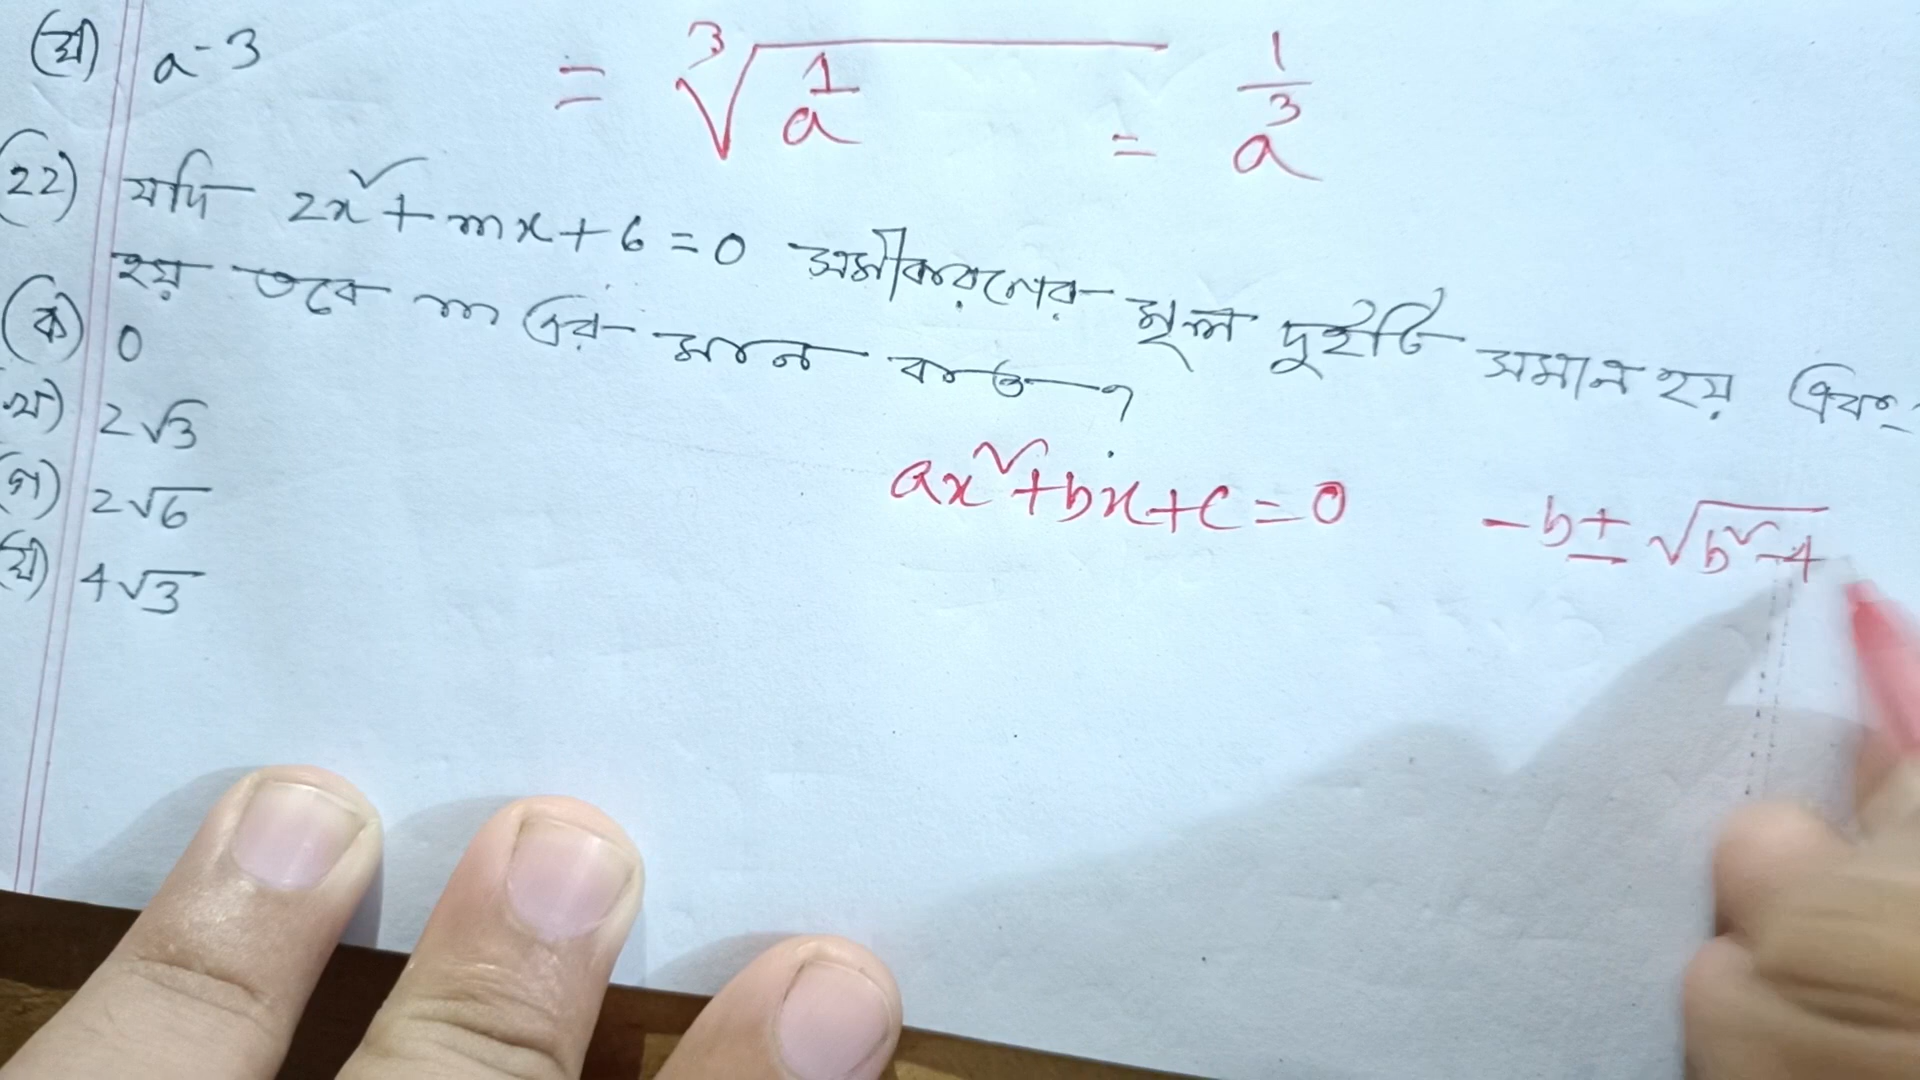 (ঘ) a^-3
= ∛(a^1) = a^(1/3)
(22) যদি 2x² + mx + 6 = 0 সমীকরণের মূল দুইটি সমান হয় এবং
হয় তবে m এর মান কত?
(ক) 0
(খ) 2√3
(গ) 2√6
(ঘ) 4√3
ax² + bx + c = 0
-b ± √(b² - 4